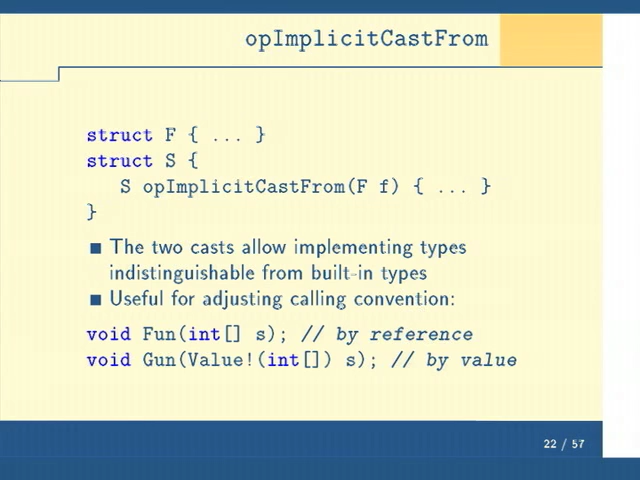 opImplicitCastFrom
struct F { ... }
struct S {
S opImplicitCastFrom(F f) { ... }
}
■ The two casts allow implementing types
indistinguishable from built-in types
■ Useful for adjusting calling convention:
void Fun(int[] s); // by reference
void Gun(Value!(int[]) s); // by value
22 / 57